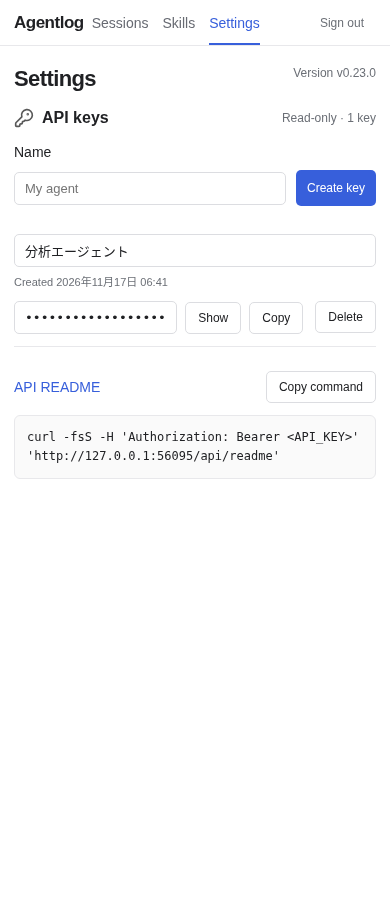 Agentlog Sessions Skills Settings Sign out
Settings
Version v0.23.0
API keys
Read-only · 1 key
Name
My agent
Create key
分析エージェント
Created 2026年11月17日 06:41
••••••••••••••••••
Show
Copy
Delete
API README
Copy command
curl -fsS -H 'Authorization: Bearer <API_KEY>'
'http://127.0.0.1:56095/api/readme'